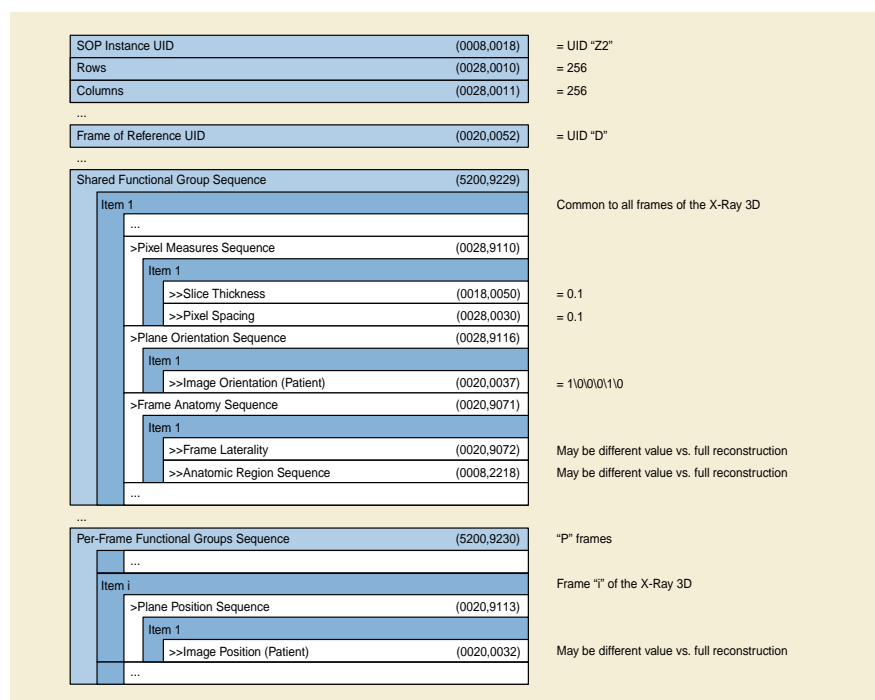 SOP Instance UID (0008,0018) = UID “Z2”
Rows (0028,0010) = 256
Columns (0028,0011) = 256
...
Frame of Reference UID (0020,0052) = UID “D”
...
Shared Functional Group Sequence (5200,9229)
Item 1 Common to all frames of the X-Ray 3D
...
>Pixel Measures Sequence (0028,9110)
Item 1
>>Slice Thickness (0018,0050) = 0.1
>>Pixel Spacing (0028,0030) = 0.1
>Plane Orientation Sequence (0028,9116)
Item 1
>>Image Orientation (Patient) (0020,0037) = 1\0\0\0\1\0
>Frame Anatomy Sequence (0020,9071)
Item 1
>>Frame Laterality (0020,9072) May be different value vs. full reconstruction
>>Anatomic Region Sequence (0008,2218) May be different value vs. full reconstruction
...
...
Per-Frame Functional Groups Sequence (5200,9230) “P” frames
...
Item i Frame “i” of the X-Ray 3D
>Plane Position Sequence (0020,9113)
Item 1
>>Image Position (Patient) (0020,0032) May be different value vs. full reconstruction
...